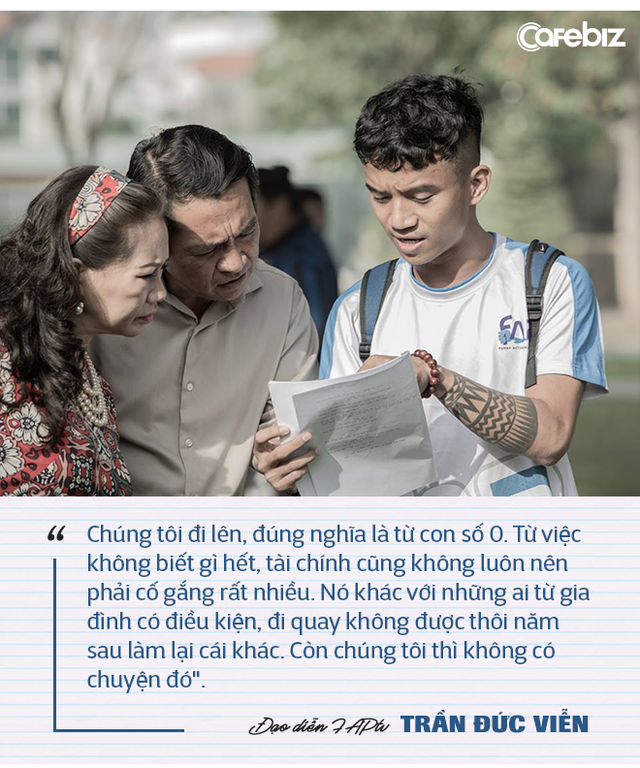 Cafebiz
FAP
FUNNY ACTION
“ Chúng tôi đi lên, đúng nghĩa là từ con số 0. Từ việc
không biết gì hết, tài chính cũng không luôn nên
phải cố gắng rất nhiều. Nó khác với những ai từ gia
đình có điều kiện, đi quay không được thôi năm
sau làm lại cái khác. Còn chúng tôi thì không có
chuyện đó".
Đạo diễn FAPtv TRẦN ĐỨC VIỄN